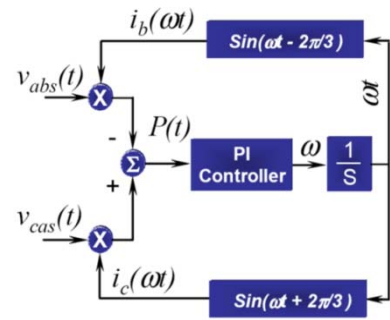 i_b(ωt)
Sin(ωt - 2π/3)
v_abs(t)
X
ωt
-
P(t)
Σ
PI
Controller
ω
1
S
+
v_cas(t)
X
i_c(ωt)
Sin(ωt + 2π/3)